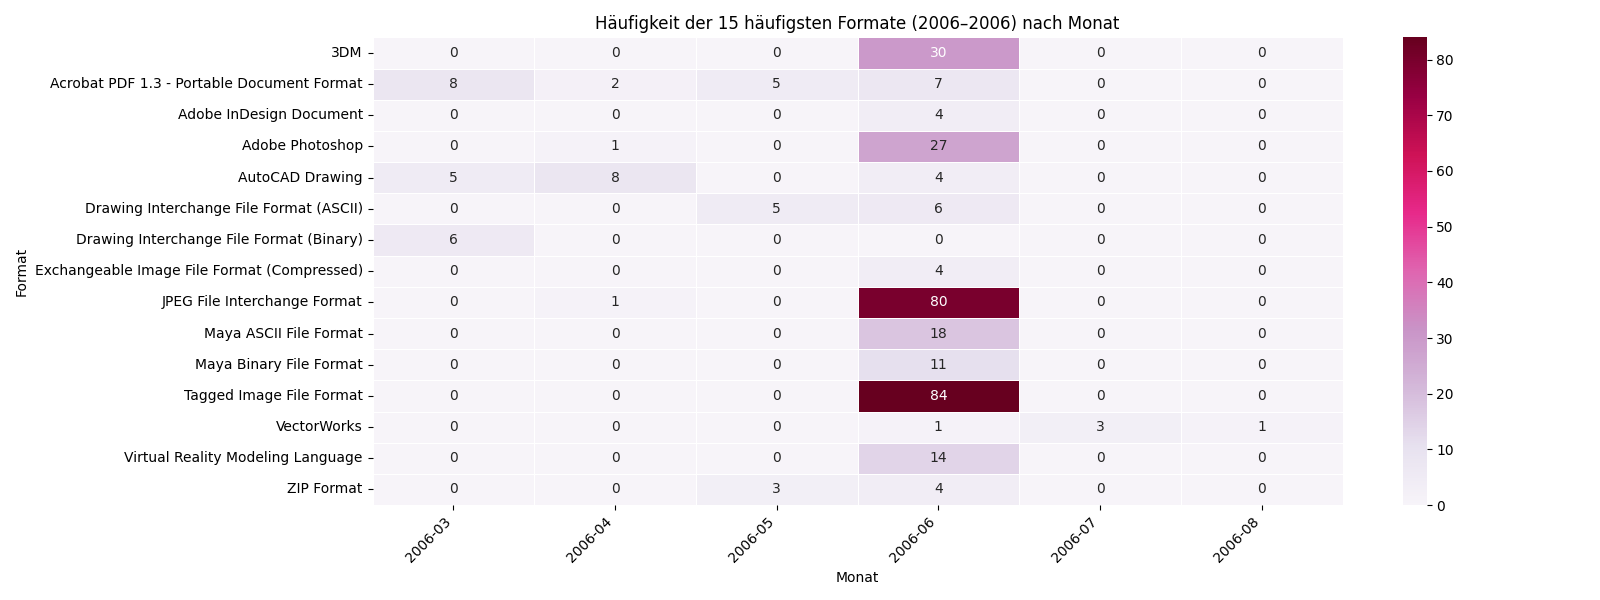 Häufigkeit der 15 häufigsten Formate (2006–2006) nach Monat
3DM 0 0 0 30 0 0
Acrobat PDF 1.3 - Portable Document Format 8 2 5 7 0 0
Adobe InDesign Document 0 0 0 4 0 0
Adobe Photoshop 0 1 0 27 0 0
AutoCAD Drawing 5 8 0 4 0 0
Drawing Interchange File Format (ASCII) 0 0 5 6 0 0
Drawing Interchange File Format (Binary) 6 0 0 0 0 0
Exchangeable Image File Format (Compressed) 0 0 0 4 0 0
JPEG File Interchange Format 0 1 0 80 0 0
Maya ASCII File Format 0 0 0 18 0 0
Maya Binary File Format 0 0 0 11 0 0
Tagged Image File Format 0 0 0 84 0 0
VectorWorks 0 0 0 1 3 1
Virtual Reality Modeling Language 0 0 0 14 0 0
ZIP Format 0 0 3 4 0 0
2006-03 2006-04 2006-05 2006-06 2006-07 2006-08
Monat
Format
80
70
60
50
40
30
20
10
0